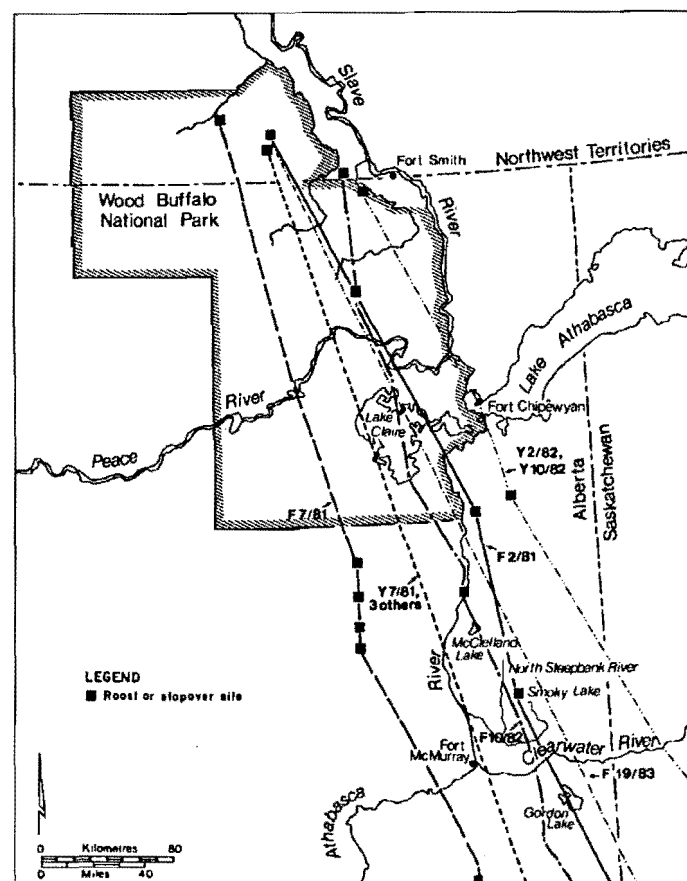 Slave
Fort Smith
Northwest Territories
Wood Buffalo
National Park
River
Lake Athabasca
River
Lake
Claire
Fort Chipewyan
Peace
Y2/82,
Y10/82
Alberta
Saskatchewan
F7/81
F2/81
Y7/81,
3 others
McClelland
Lake
River
North Steepbank River
LEGEND
Roost or stopover site
Smoky Lake
F10/82
Clearwater River
Fort
McMurray
F19/83
Gordon
Lake
Athabasca
0 Kilometres 80
0 Miles 40